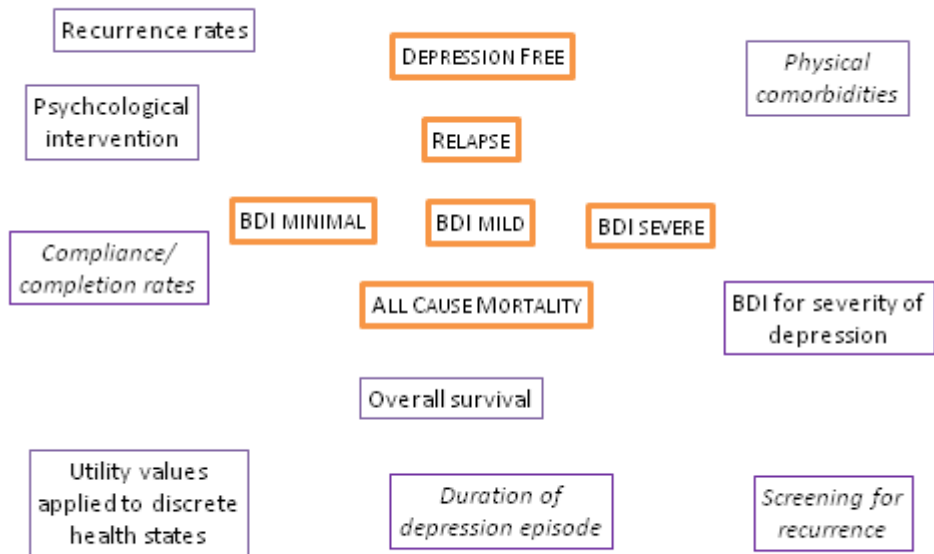 Recurrence rates
DEPRESSION FREE
Physical
comorbidities
Psychcological
intervention
RELAPSE
BDI MINIMAL
BDI MILD
BDI SEVERE
Compliance/
completion rates
ALL CAUSE MORTALITY
BDI for severity of
depression
Overall survival
Utility values
applied to discrete
health states
Duration of
depression episode
Screening for
recurrence